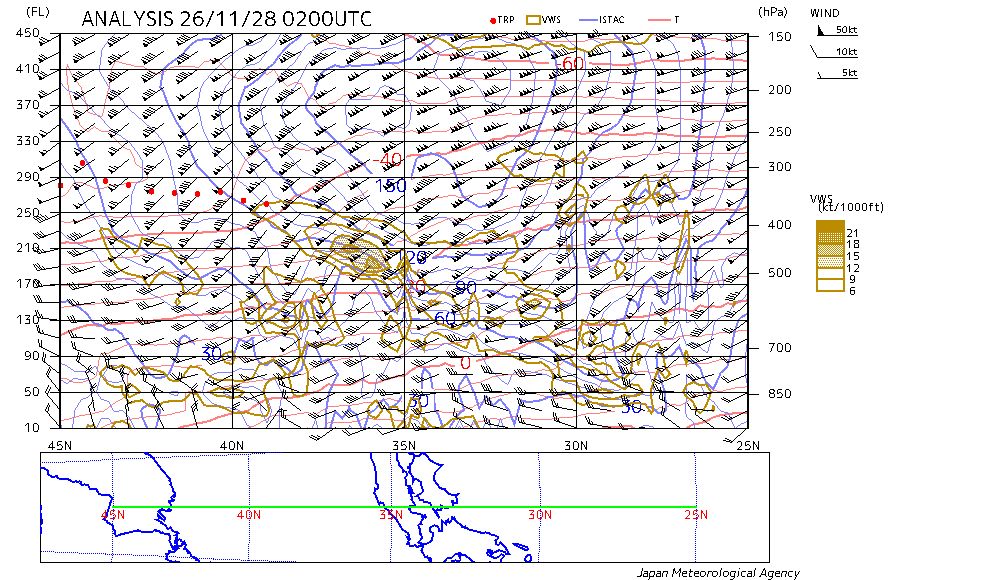 (FL)
ANALYSIS 26/11/28 0200UTC
TRP VWS ISTAC T
(hPa)
WIND
50kt
10kt
5kt
450
410
370
330
290
250
210
170
130
90
50
10
150
200
250
300
400
500
700
850
-60
-40
150
120
-20
90
60
30
0
30
30
VWS
(kt/1000ft)
21
18
15
12
9
6
45N 40N 35N 30N 25N
45N 40N 35N 30N 25N
Japan Meteorological Agency